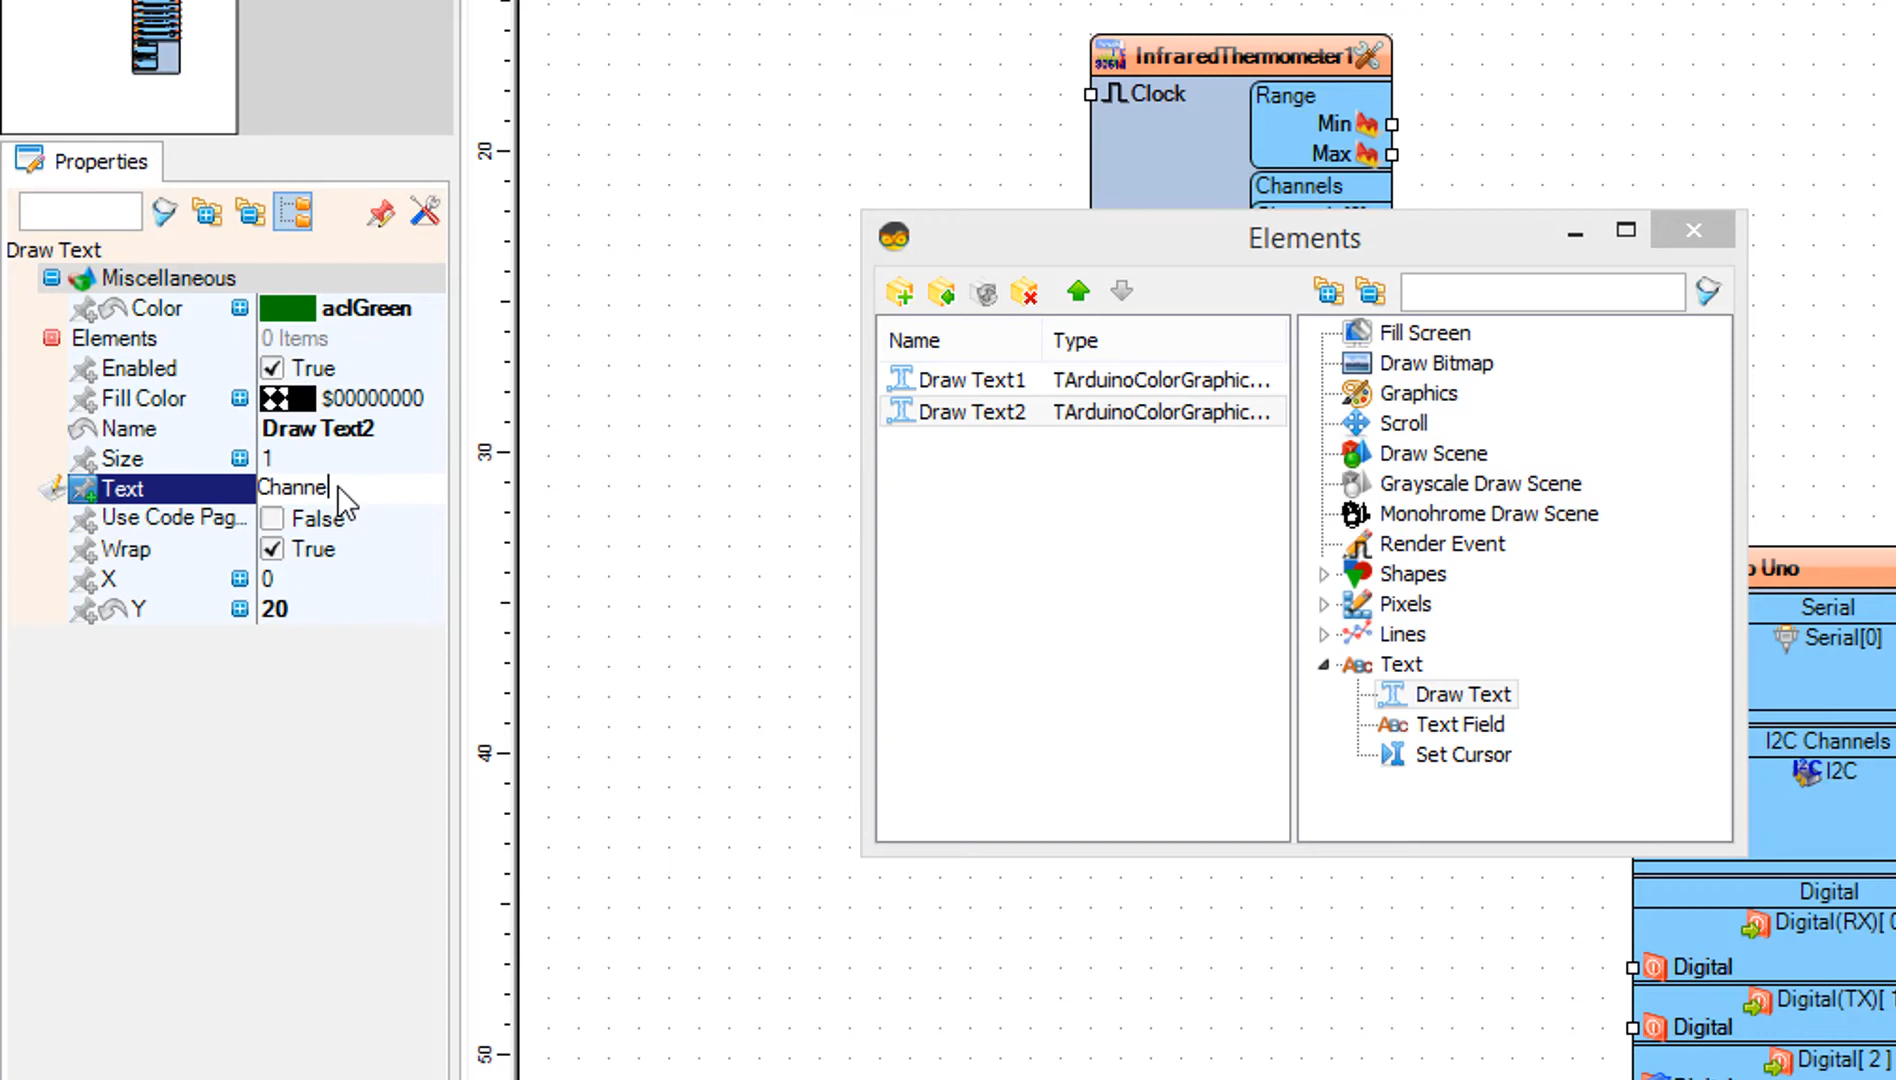 Properties
Draw Text
Miscellaneous
Color aclGreen
Elements 0 Items
Enabled True
Fill Color $00000000
Name Draw Text2
Size 1
Text Channel
Use Code Pag... False
Wrap True
X 0
Y 20
20
30
40
50
InfraredThermometer1
Clock
Range
Min
Max
Channels
Elements
Name Type
Draw Text1 TArduinoColorGraphic...
Draw Text2 TArduinoColorGraphic...
Fill Screen
Draw Bitmap
Graphics
Scroll
Draw Scene
Grayscale Draw Scene
Monohrome Draw Scene
Render Event
Shapes
Pixels
Lines
Text
Draw Text
Text Field
Set Cursor
Uno
Serial
Serial[0]
I2C Channels
I2C
Digital
Digital(RX)[ 0
Digital
Digital(TX)[ 1
Digital
Digital[ 2 ]